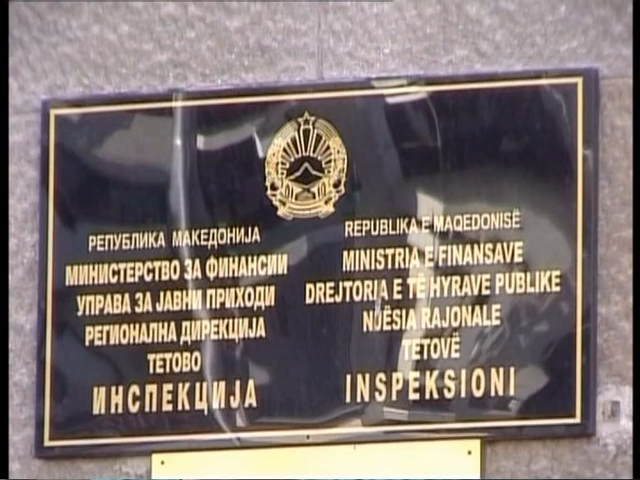 РЕПУБЛИКА МАКЕДОНИЈА
МИНИСТЕРСТВО ЗА ФИНАНСИИ
УПРАВА ЗА ЈАВНИ ПРИХОДИ
РЕГИОНАЛНА ДИРЕКЦИЈА
ТЕТОВО
ИНСПЕКЦИЈА
REPUBLIKA E MAQEDONISË
MINISTRIA E FINANSAVE
DREJTORIA E TË HYRAVE PUBLIKE
NJËSIA RAJONALE
TETOVË
INSPEKSIONI